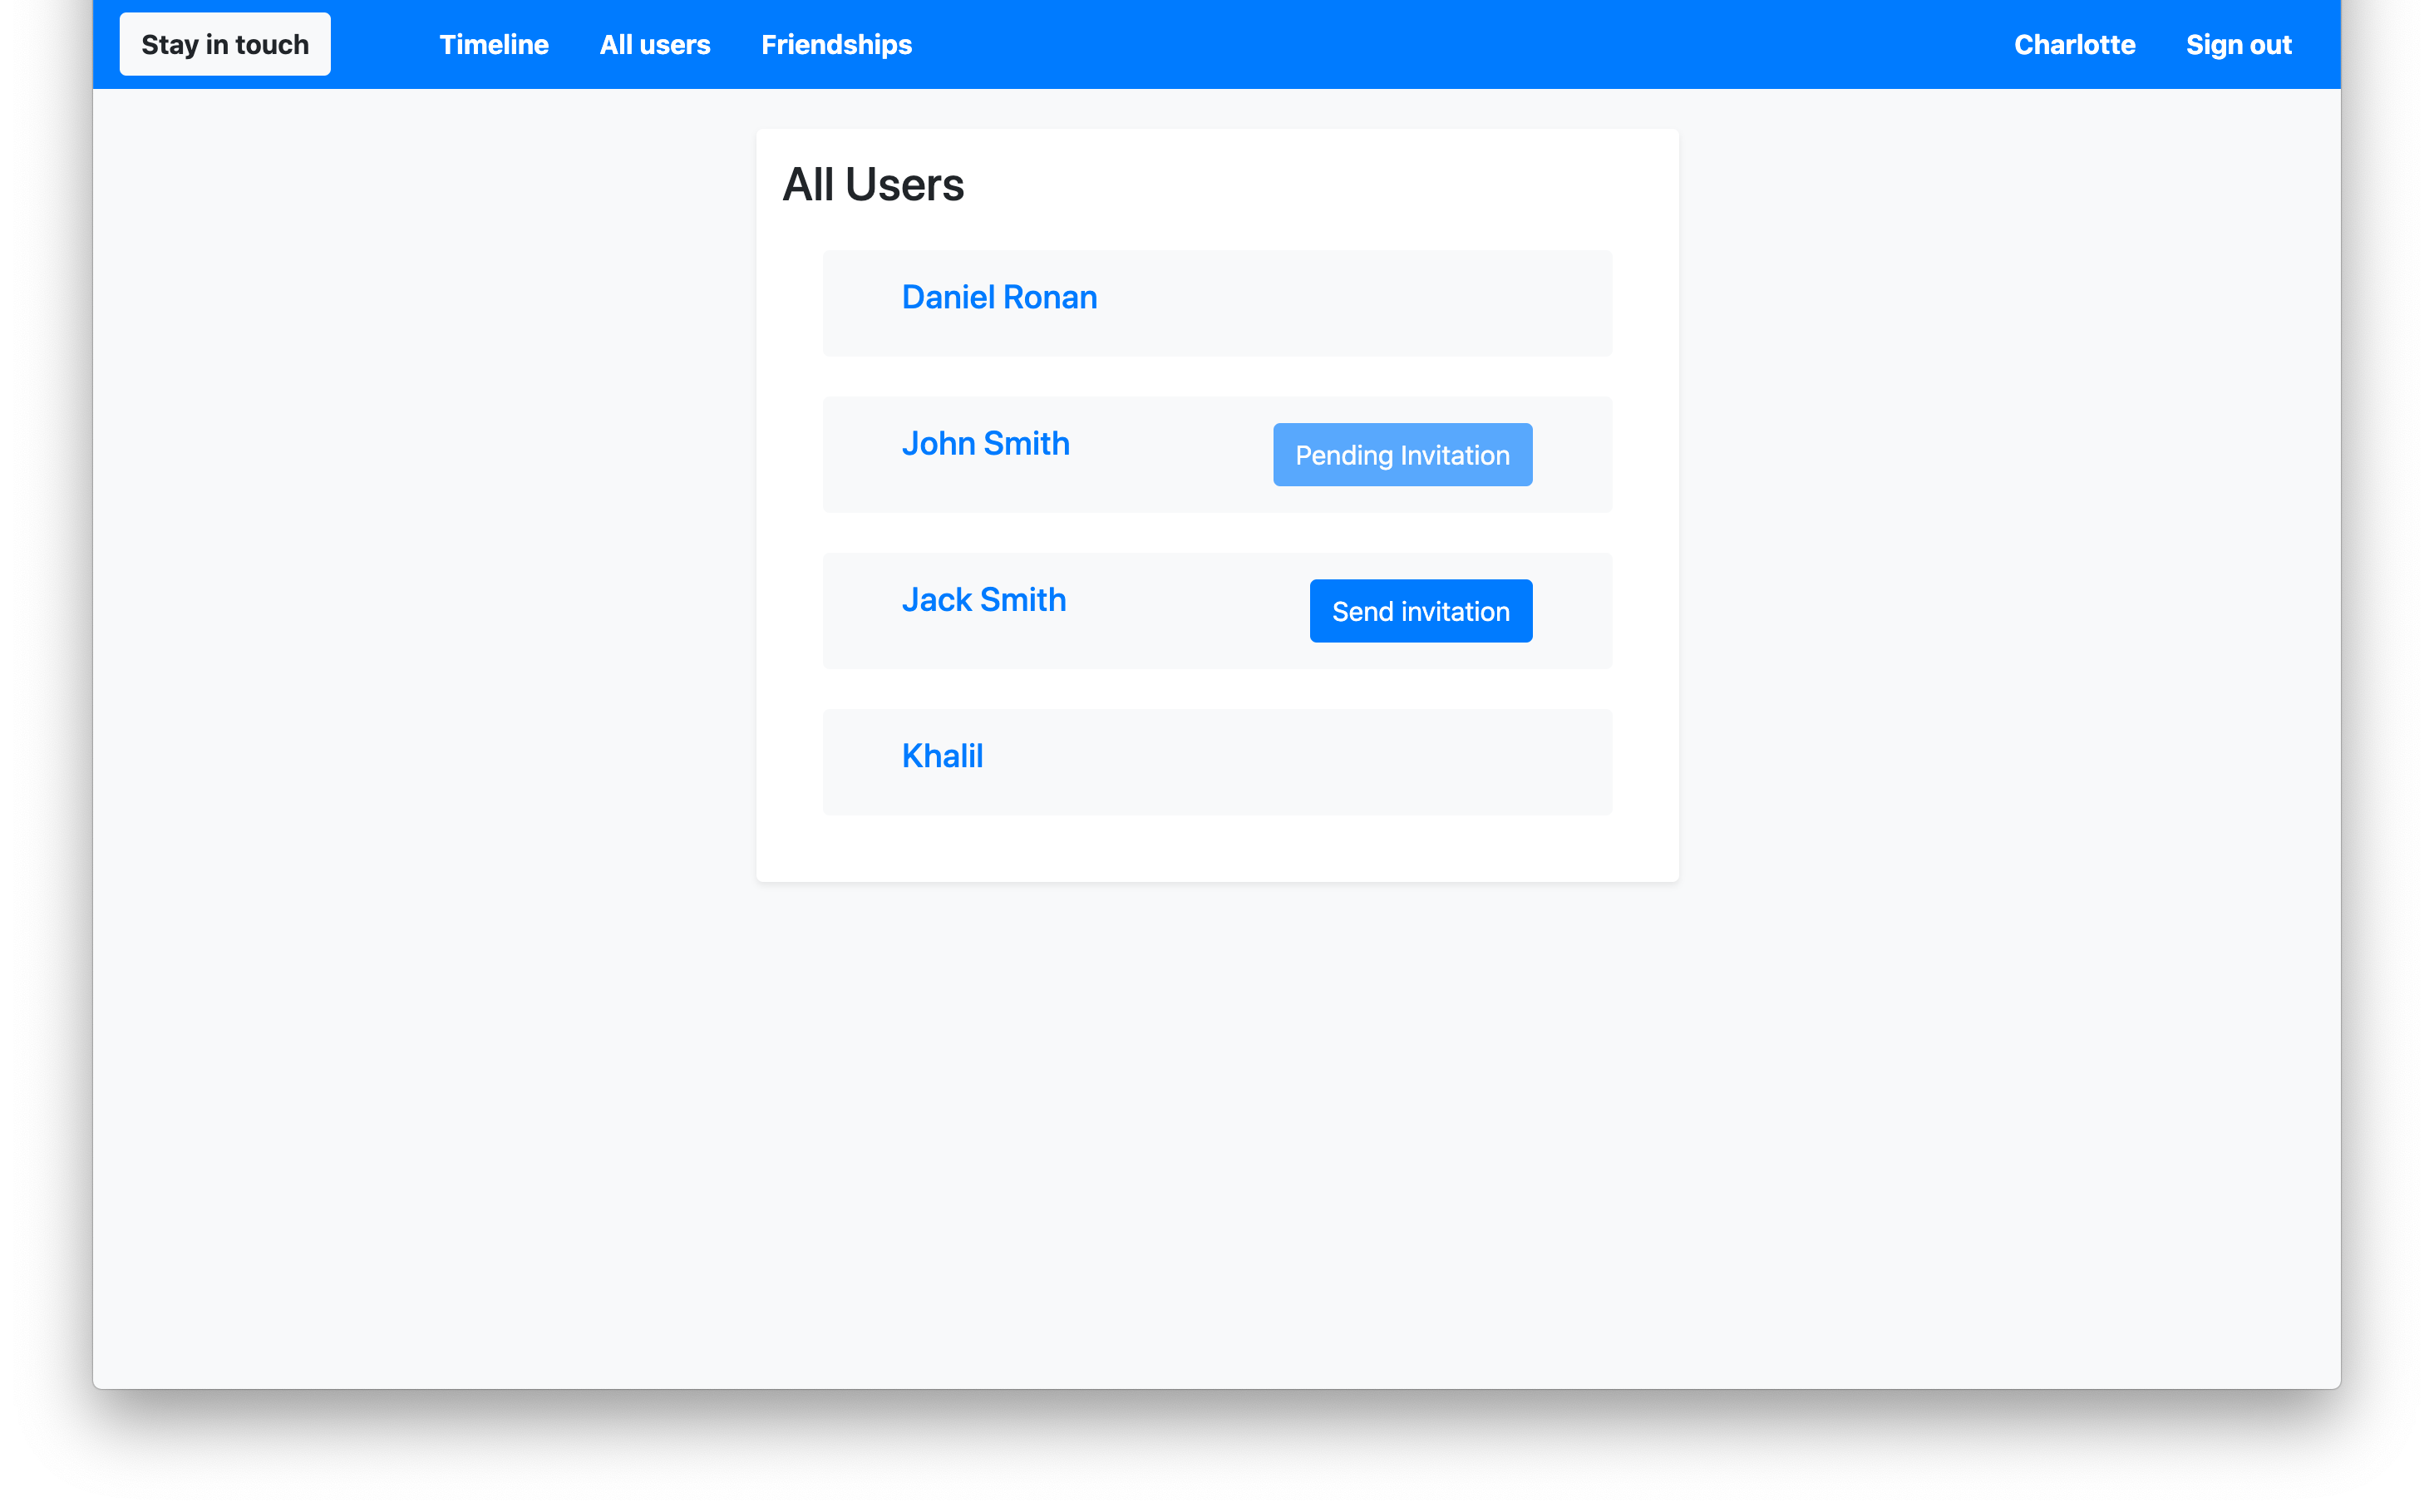 Stay in touch Timeline All users Friendships Charlotte Sign out
All Users
Daniel Ronan
John Smith Pending Invitation
Jack Smith Send invitation
Khalil